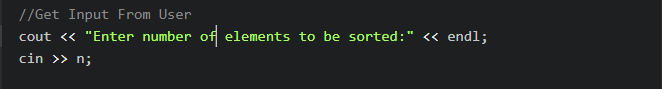 //Get Input From User
cout << "Enter number of elements to be sorted:" << endl;
cin >> n;